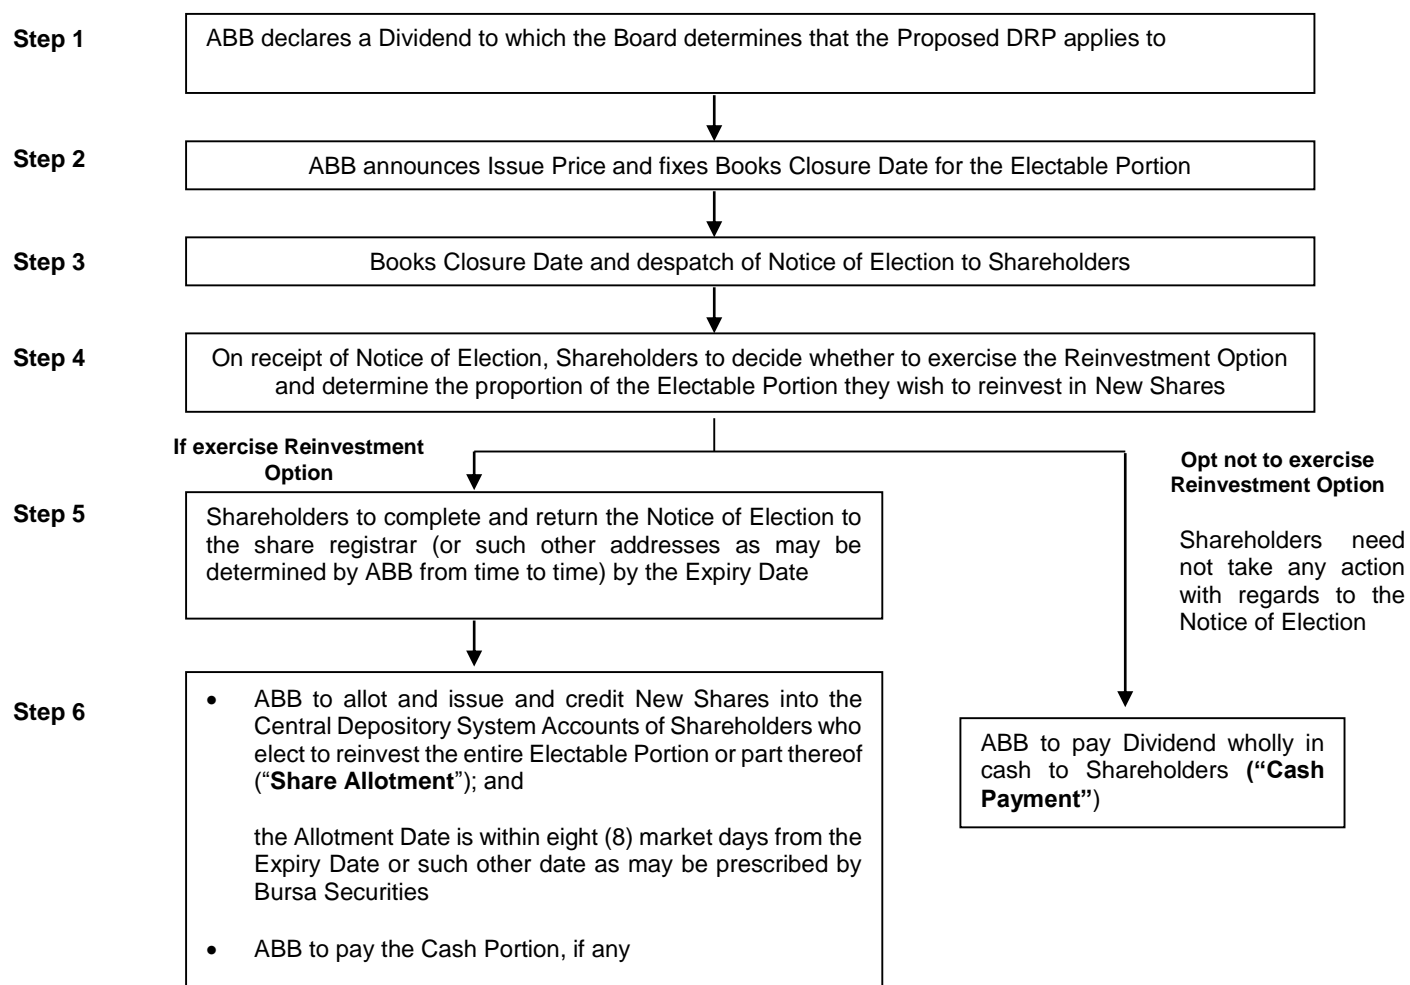 Step 1
ABB declares a Dividend to which the Board determines that the Proposed DRP applies to
Step 2
ABB announces Issue Price and fixes Books Closure Date for the Electable Portion
Step 3
Books Closure Date and despatch of Notice of Election to Shareholders
Step 4
On receipt of Notice of Election, Shareholders to decide whether to exercise the Reinvestment Option
and determine the proportion of the Electable Portion they wish to reinvest in New Shares
If exercise Reinvestment
Option
Opt not to exercise
Reinvestment Option
Step 5
Shareholders to complete and return the Notice of Election to
the share registrar (or such other addresses as may be
determined by ABB from time to time) by the Expiry Date
Shareholders need
not take any action
with regards to the
Notice of Election
Step 6
• ABB to allot and issue and credit New Shares into the
Central Depository System Accounts of Shareholders who
elect to reinvest the entire Electable Portion or part thereof
(“Share Allotment”); and
the Allotment Date is within eight (8) market days from the
Expiry Date or such other date as may be prescribed by
Bursa Securities
• ABB to pay the Cash Portion, if any
ABB to pay Dividend wholly in
cash to Shareholders (“Cash
Payment”)